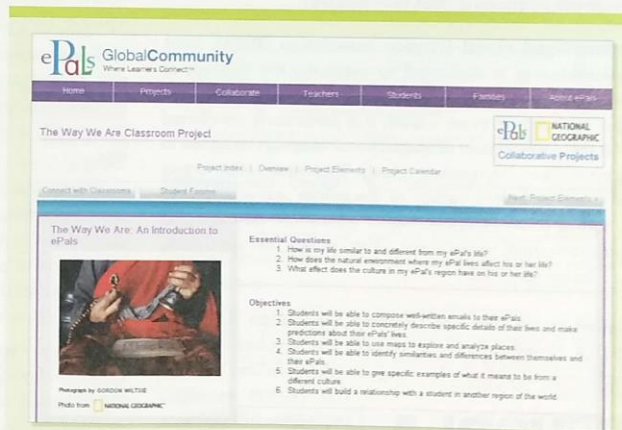 ePals GlobalCommunity
Where Learners Connect™
Home Projects Collaborate Teachers Students Families About ePals
The Way We Are Classroom Project
ePals NATIONAL GEOGRAPHIC
Collaborative Projects
Project Index | Overview | Project Elements | Project Calendar
Connect with Classrooms Student Forums Next: Project Elements >
The Way We Are: An Introduction to
ePals
Photograph by GORDON WILTSIE
Photo from NATIONAL GEOGRAPHIC
Essential Questions
1. How is my life similar to and different from my ePal's life?
2. How does the natural environment where my ePal lives affect his or her life?
3. What effect does the culture in my ePal's region have on his or her life?
Objectives
1. Students will be able to compose well-written emails to their ePals.
2. Students will be able to concretely describe specific details of their lives and make
predictions about their ePals' lives.
3. Students will be able to use maps to explore and analyze places.
4. Students will be able to identify similarities and differences between themselves and
their ePals.
5. Students will be able to give specific examples of what it means to be from a
different culture.
6. Students will build a relationship with a student in another region of the world.